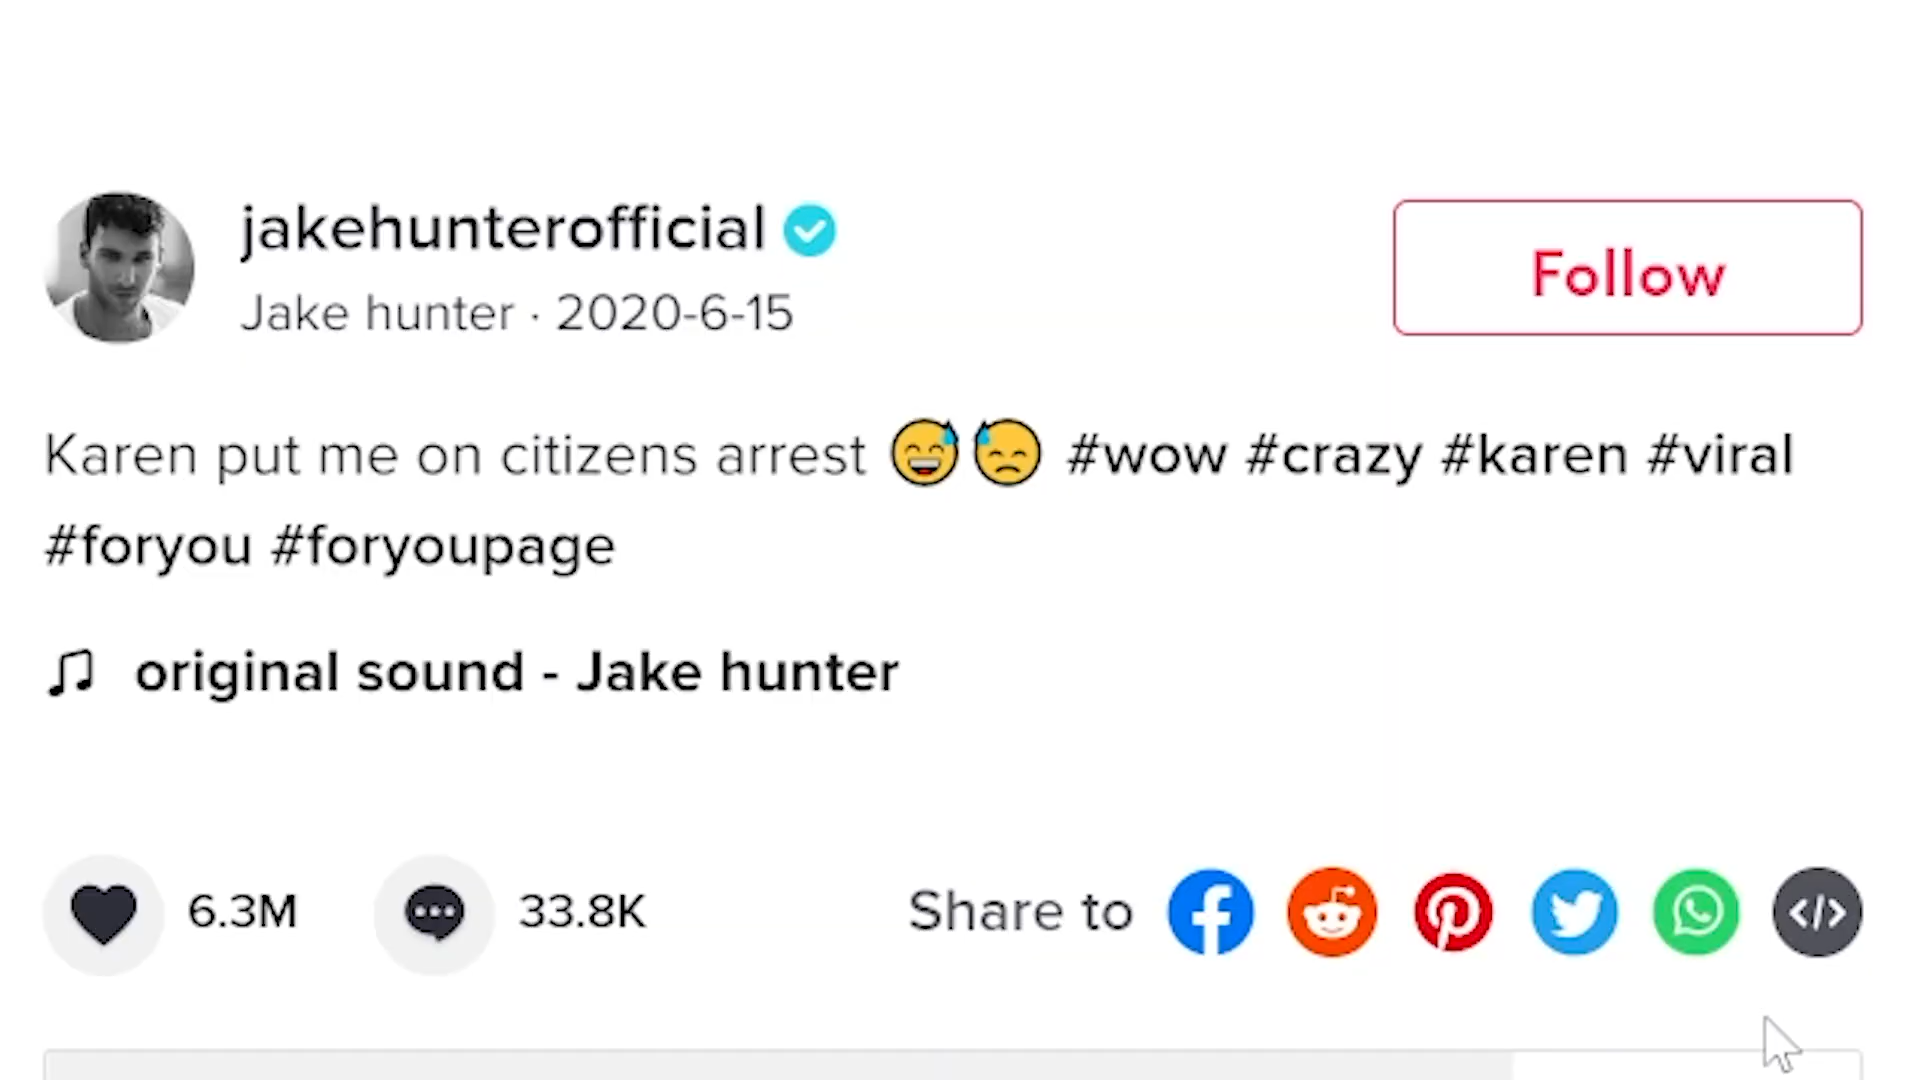 jakehunterofficial
Jake hunter · 2020-6-15
Follow
Karen put me on citizens arrest 😅😓 #wow #crazy #karen #viral
#foryou #foryoupage
original sound - Jake hunter
6.3M
33.8K
Share to